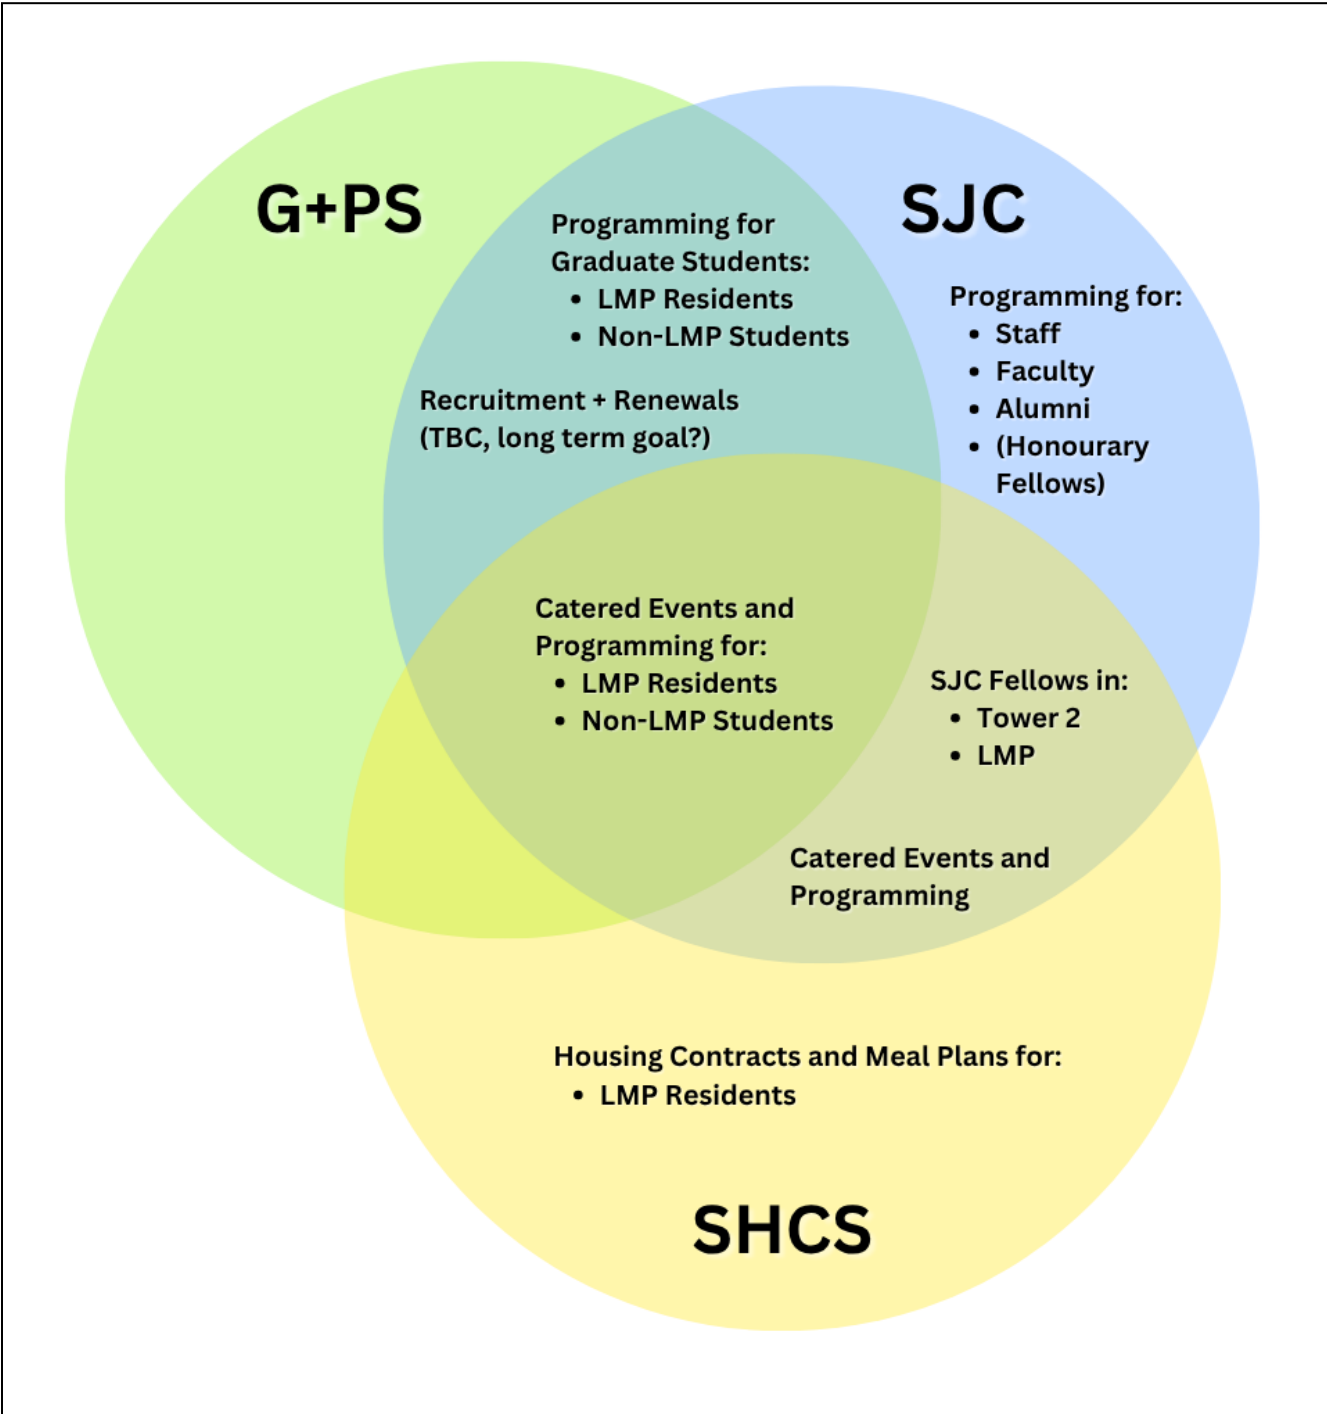 G+PS
SJC
Programming for
Graduate Students:
• LMP Residents
• Non-LMP Students
Recruitment + Renewals
(TBC, long term goal?)
Programming for:
• Staff
• Faculty
• Alumni
• (Honourary
Fellows)
Catered Events and
Programming for:
• LMP Residents
• Non-LMP Students
SJC Fellows in:
• Tower 2
• LMP
Catered Events and
Programming
Housing Contracts and Meal Plans for:
• LMP Residents
SHCS